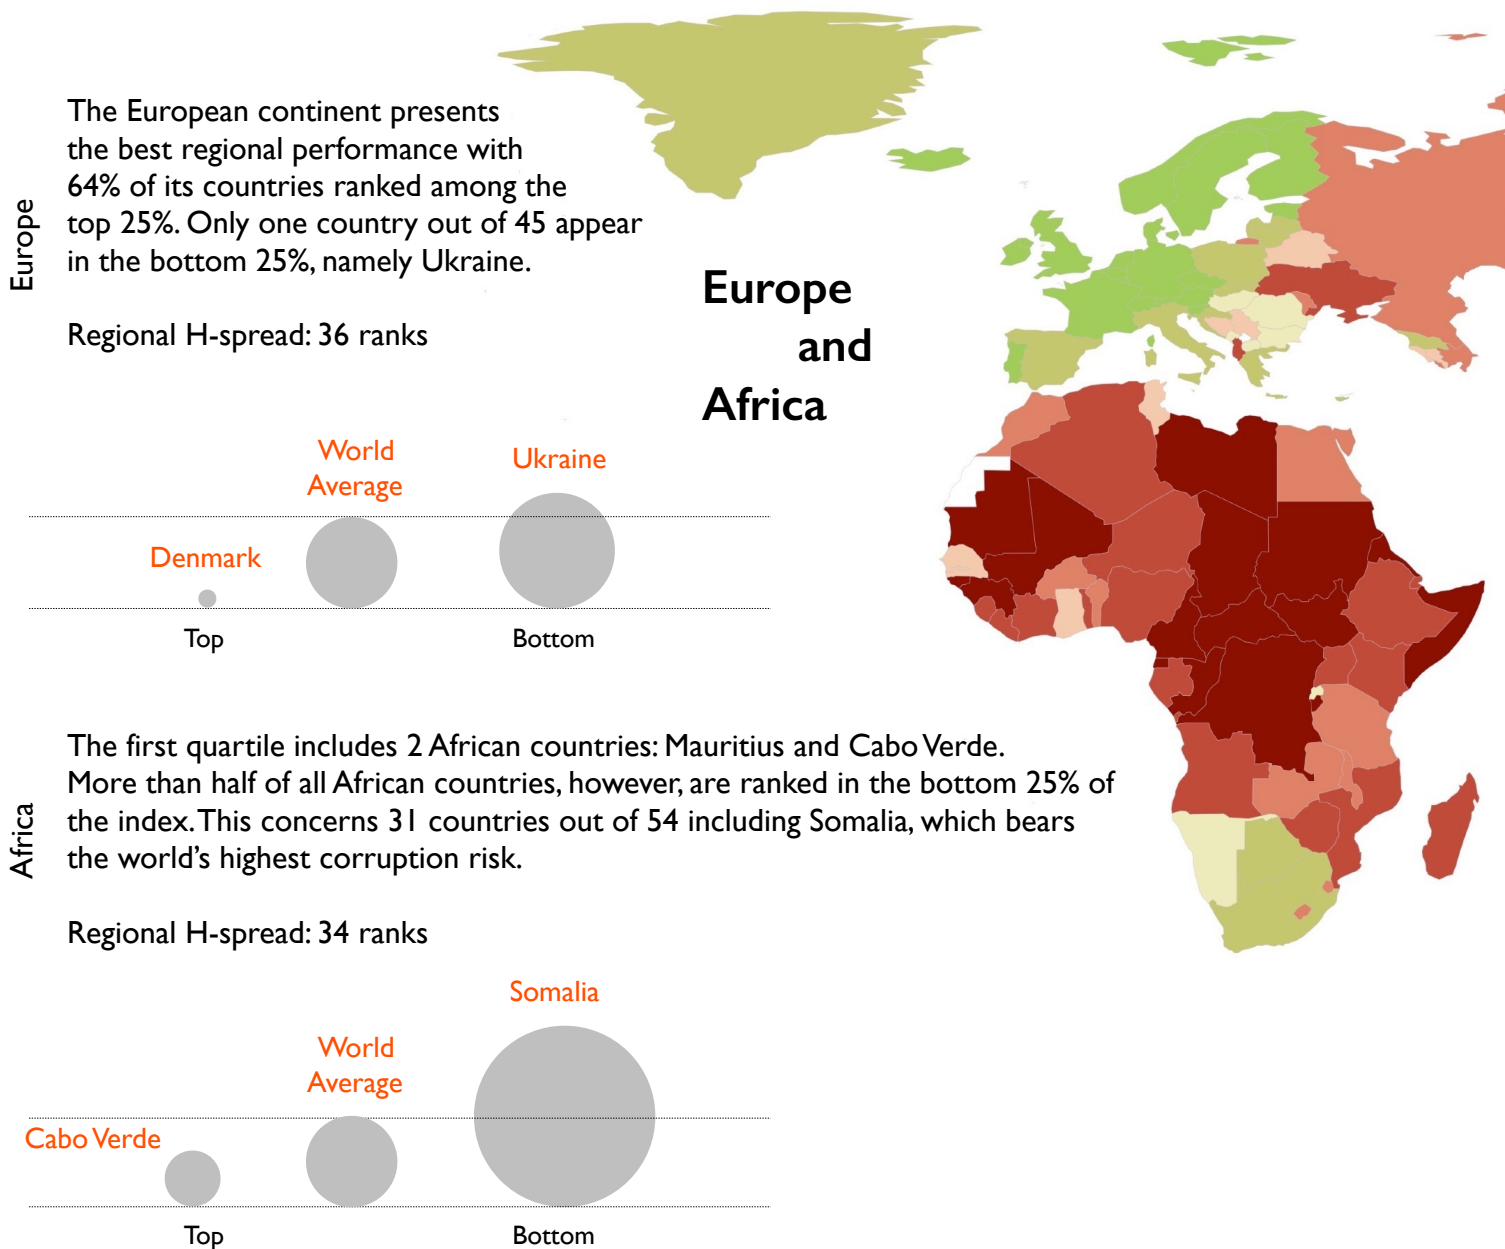 Europe
and
Africa
Europe
The European continent presents
the best regional performance with
64% of its countries ranked among the
top 25%. Only one country out of 45 appear
in the bottom 25%, namely Ukraine.
Regional H-spread: 36 ranks
World
Average
Ukraine
Denmark
Top
Bottom
Africa
The first quartile includes 2 African countries: Mauritius and Cabo Verde.
More than half of all African countries, however, are ranked in the bottom 25% of
the index. This concerns 31 countries out of 54 including Somalia, which bears
the world's highest corruption risk.
Regional H-spread: 34 ranks
Somalia
World
Average
Cabo Verde
Top
Bottom